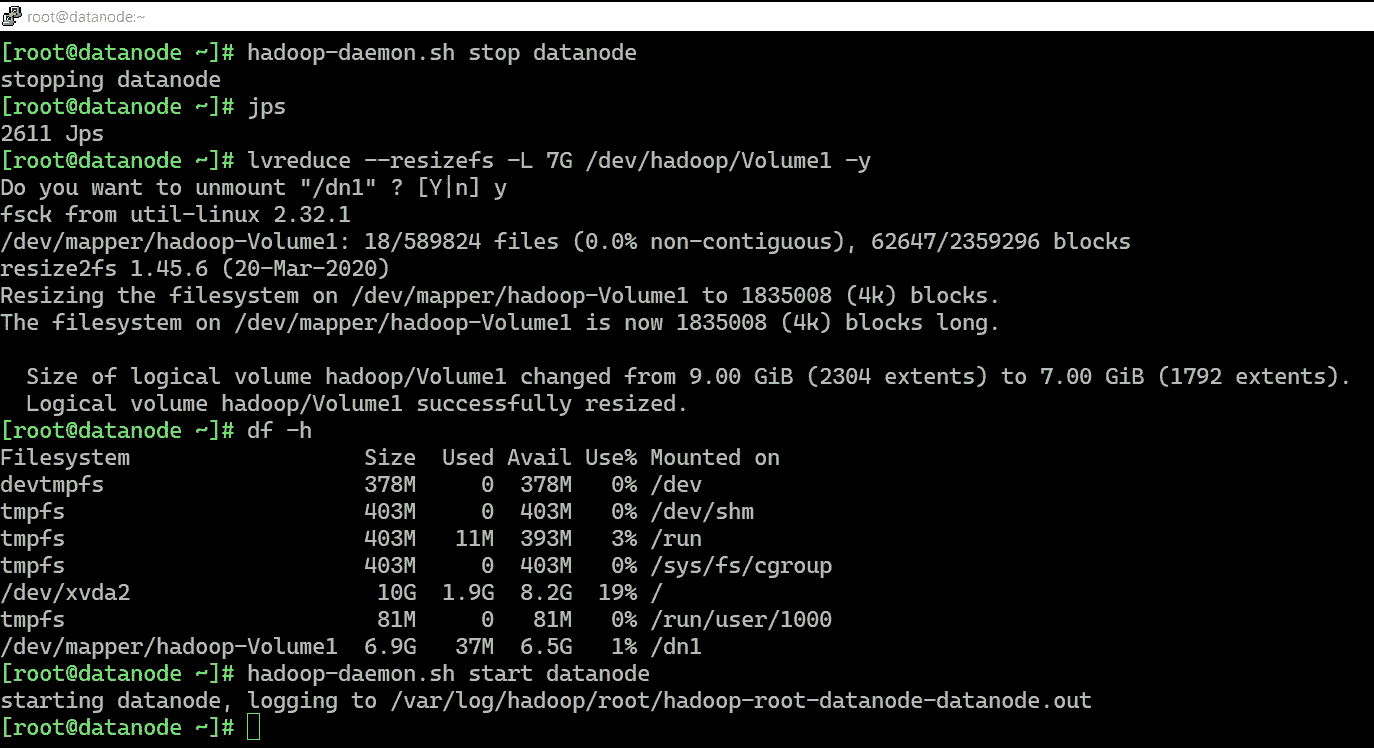 root@datanode:~
[root@datanode ~]# hadoop-daemon.sh stop datanode
stopping datanode
[root@datanode ~]# jps
2611 Jps
[root@datanode ~]# lvreduce --resizefs -L 7G /dev/hadoop/Volume1 -y
Do you want to unmount "/dn1" ? [Y|n] y
fsck from util-linux 2.32.1
/dev/mapper/hadoop-Volume1: 18/589824 files (0.0% non-contiguous), 62647/2359296 blocks
resize2fs 1.45.6 (20-Mar-2020)
Resizing the filesystem on /dev/mapper/hadoop-Volume1 to 1835008 (4k) blocks.
The filesystem on /dev/mapper/hadoop-Volume1 is now 1835008 (4k) blocks long.
  Size of logical volume hadoop/Volume1 changed from 9.00 GiB (2304 extents) to 7.00 GiB (1792 extents).
  Logical volume hadoop/Volume1 successfully resized.
[root@datanode ~]# df -h
Filesystem                  Size  Used Avail Use% Mounted on
devtmpfs                    378M     0  378M   0% /dev
tmpfs                       403M     0  403M   0% /dev/shm
tmpfs                       403M   11M  393M   3% /run
tmpfs                       403M     0  403M   0% /sys/fs/cgroup
/dev/xvda2                   10G  1.9G  8.2G  19% /
tmpfs                        81M     0   81M   0% /run/user/1000
/dev/mapper/hadoop-Volume1  6.9G   37M  6.5G   1% /dn1
[root@datanode ~]# hadoop-daemon.sh start datanode
starting datanode, logging to /var/log/hadoop/root/hadoop-root-datanode-datanode.out
[root@datanode ~]#